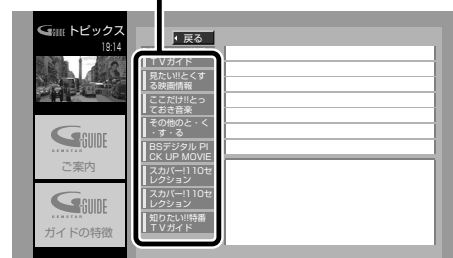 GGUIDE トピックス
19:14
戻る
TVガイド
見たい!!とくす
る映画情報
ここだけ!!とっ
ておき音楽
その他のと・く
・す・る
BSデジタル PI
CK UP MOVIE
スカパー!110セ
レクション
スカパー!110セ
レクション
知りたい!!特番
TVガイド
GGUIDE
GEMSTAR
ご案内
GGUIDE
GEMSTAR
ガイドの特徴